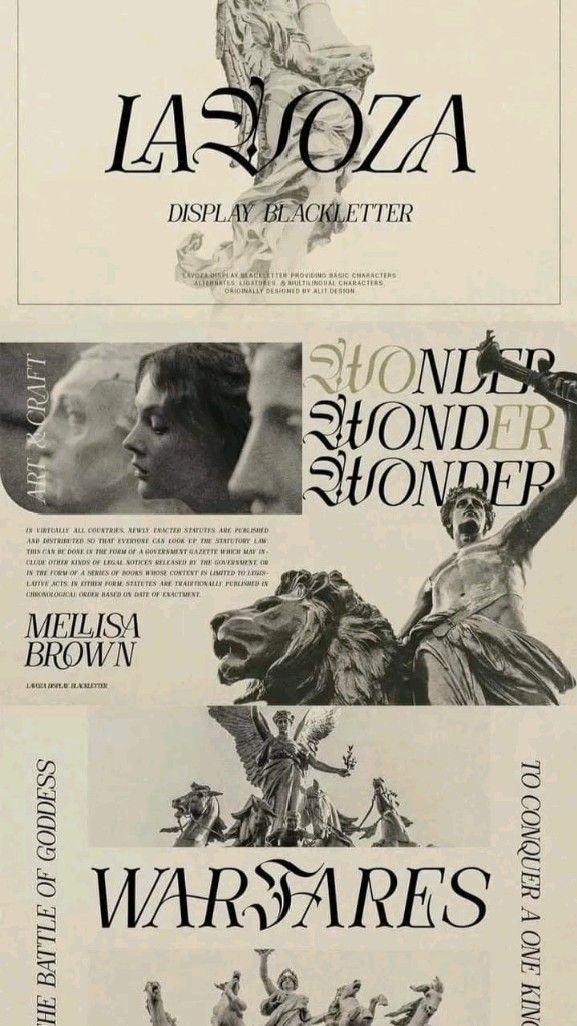 LAVOZA
DISPLAY BLACKLETTER
LAVOZA DISPLAY BLACKLETTER PROVIDING BASIC CHARACTERS
ALTERNATES, LIGATURES, & MULTILINGUAL CHARACTERS.
ORIGINALLY DESIGNED BY ALIT DESIGN
ART & CRAFT
WONDER
WONDER
WONDER
IN VIRTUALLY ALL COUNTRIES, NEWLY ENACTED STATUTES ARE PUBLISHED
AND DISTRIBUTED SO THAT EVERYONE CAN LOOK UP THE STATUTORY LAW.
THIS CAN BE DONE IN THE FORM OF A GOVERNMENT GAZETTE WHICH MAY IN-
CLUDE OTHER KINDS OF LEGAL NOTICES RELEASED BY THE GOVERNMENT, OR
IN THE FORM OF A SERIES OF BOOKS WHOSE CONTENT IS LIMITED TO LEGIS-
LATIVE ACTS. IN EITHER FORM, STATUTES ARE TRADITIONALLY PUBLISHED IN
CHRONOLOGICAL ORDER BASED ON DATE OF ENACTMENT.
MELLISA
BROWN
LAVOZA DISPLAY BLACKLETTER
HE BATTLE OF GODDESS
WARFARES
TO CONQUER A ONE KIN